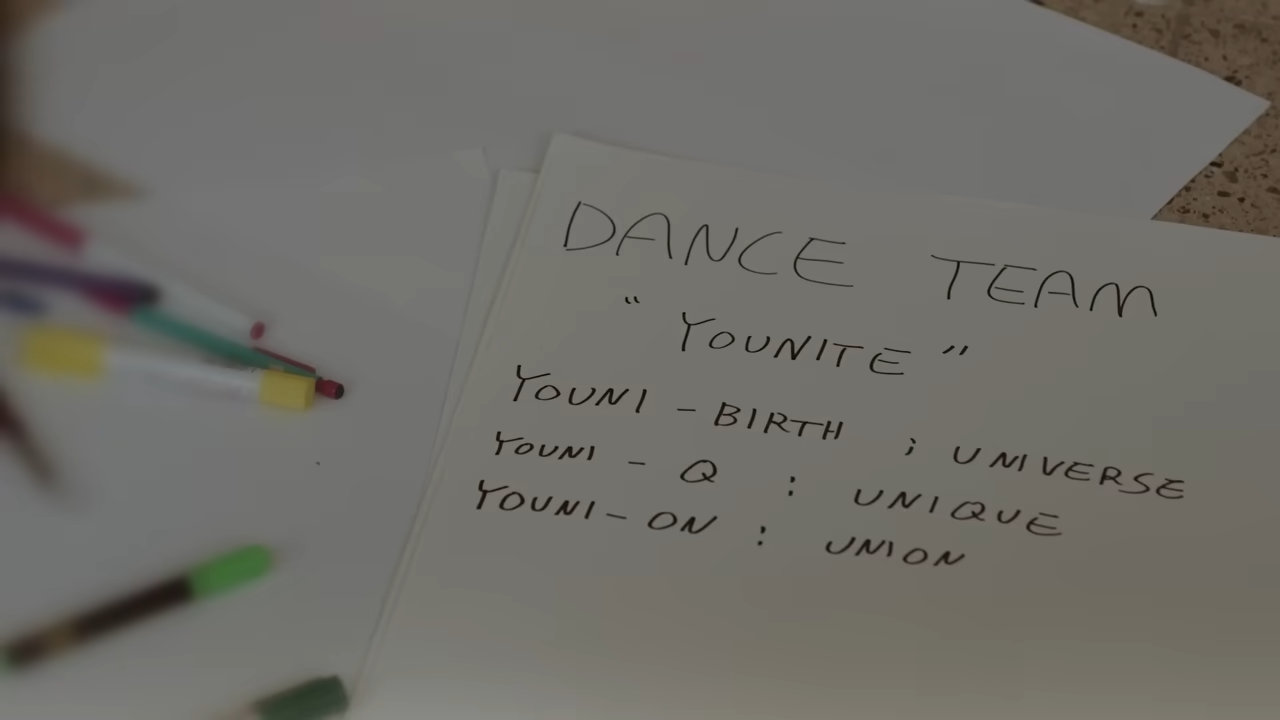 DANCE TEAM
“ YOUNITE ”
YOUNI - BIRTH ; UNIVERSE
YOUNI - Q : UNIQUE
YOUNI - ON : UNION